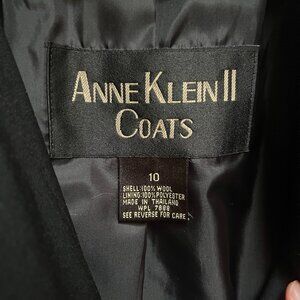 ANNE KLEIN II
COATS
10
SHELL:100% WOOL
LINING:100% POLYESTER
MADE IN THAILAND
WPL 7888
SEE REVERSE FOR CARE